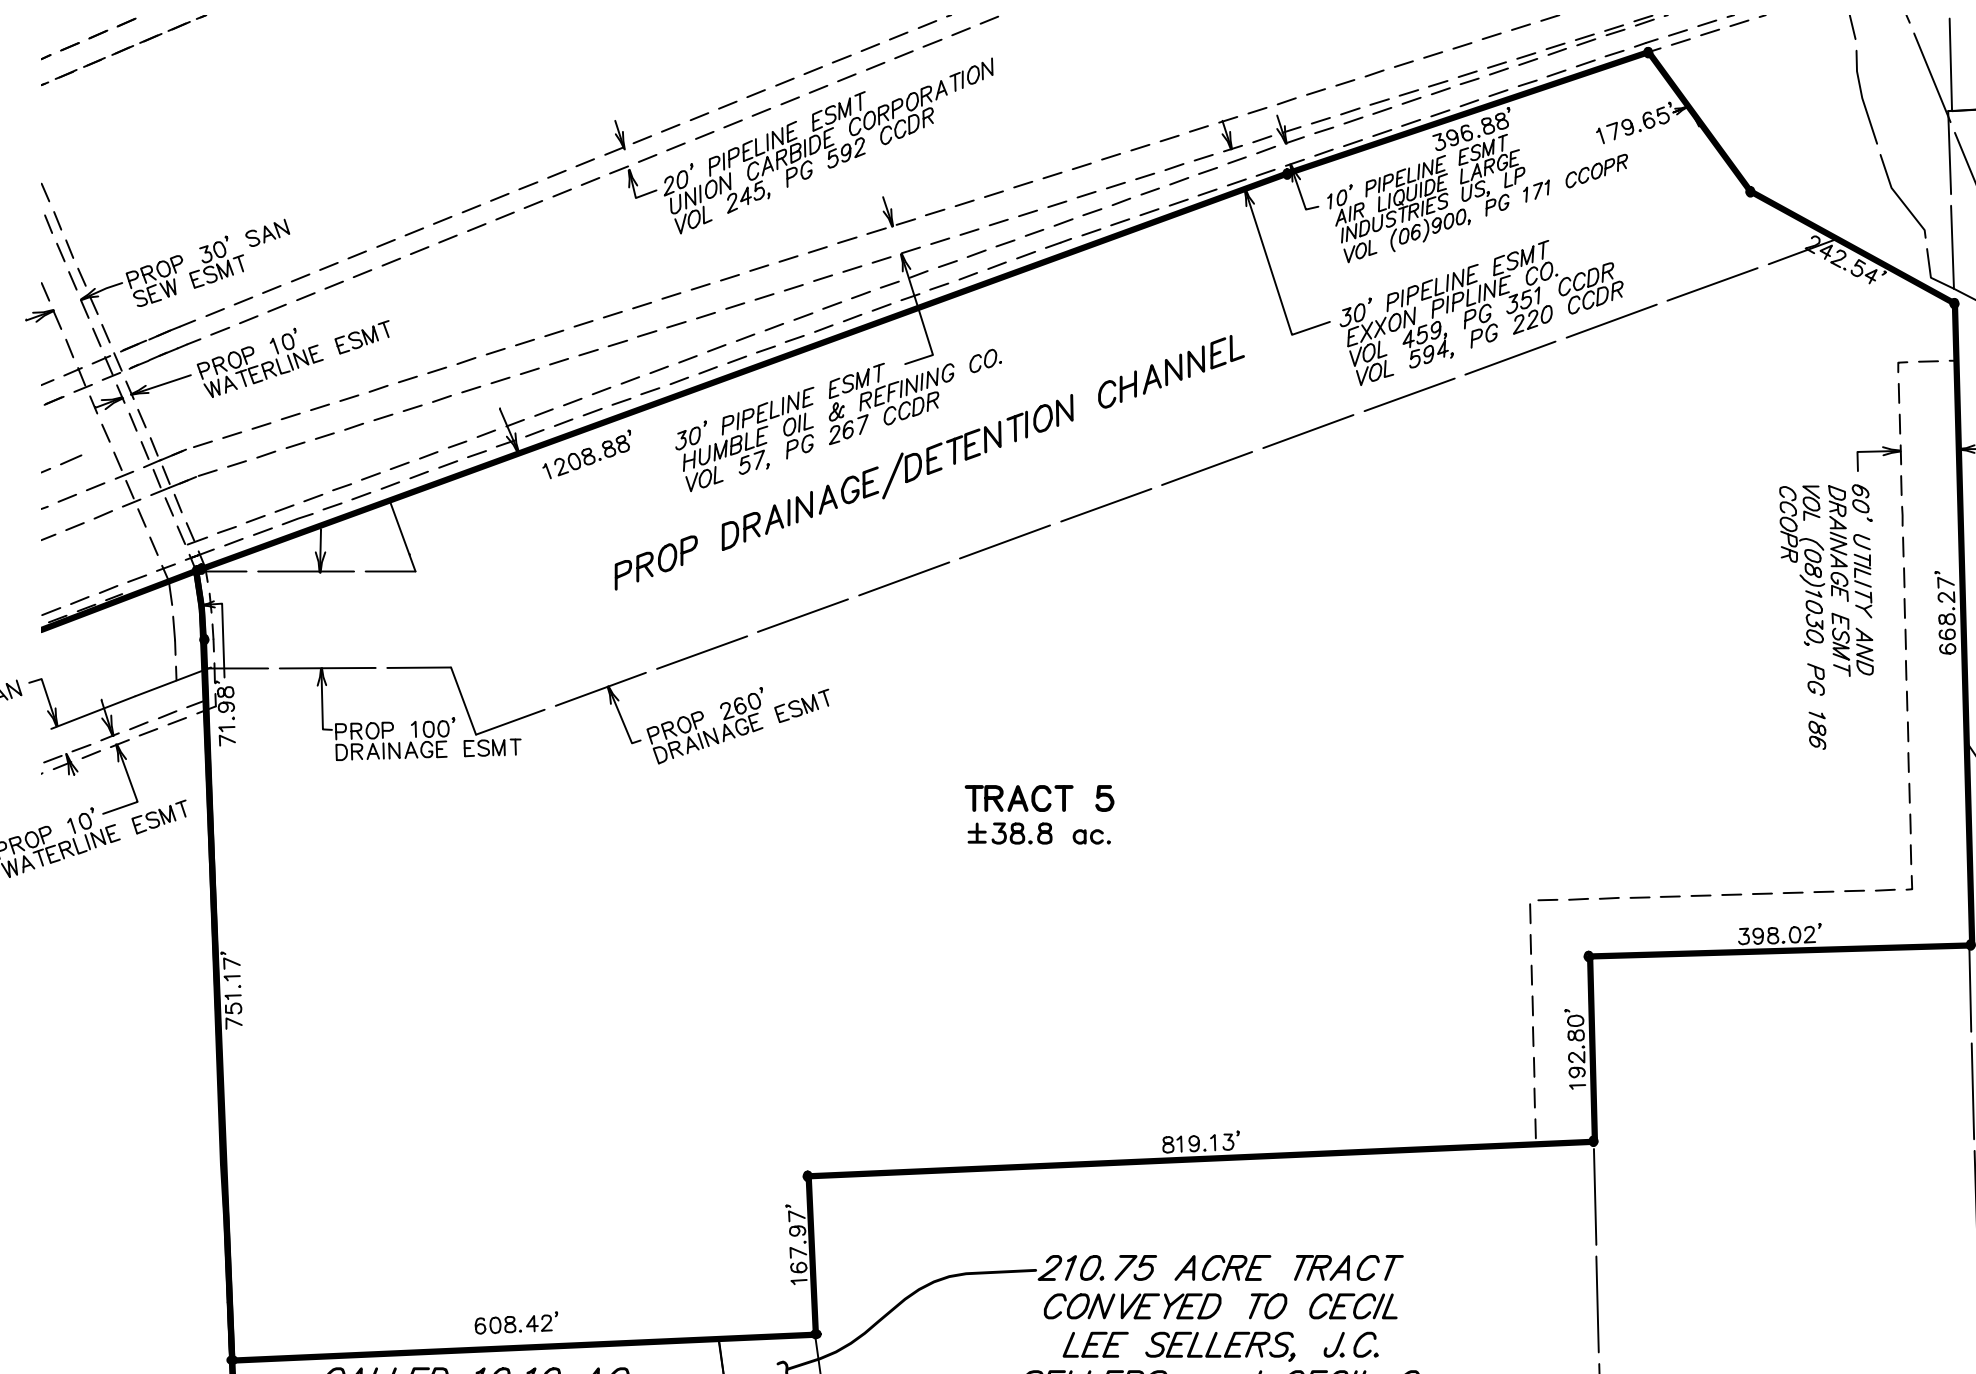 20' PIPELINE ESMT
UNION CARBIDE CORPORATION
VOL 245, PG 592 CCDR
396.88'
179.65'
10' PIPELINE ESMT
AIR LIQUIDE LARGE
INDUSTRIES US, LP
VOL (06)900, PG 171 CCOPR
PROP 30' SAN
SEW ESMT
242.54'
30' PIPELINE ESMT
EXXON PIPLINE CO.
VOL 459, PG 351 CCDR
VOL 594, PG 220 CCDR
PROP 10'
WATERLINE ESMT
30' PIPELINE ESMT
HUMBLE OIL & REFINING CO.
VOL 57, PG 267 CCDR
1208.88'
PROP DRAINAGE/DETENTION CHANNEL
60' UTILITY AND
DRAINAGE ESMT
VOL (08)1030, PG 186
CCOPR
668.27'
AN
71.98'
PROP 100'
DRAINAGE ESMT
PROP 260'
DRAINAGE ESMT
PROP 10'
WATERLINE ESMT
TRACT 5
±38.8 ac.
751.17'
398.02'
192.80'
819.13'
167.97'
608.42'
210.75 ACRE TRACT
CONVEYED TO CECIL
LEE SELLERS, J.C.